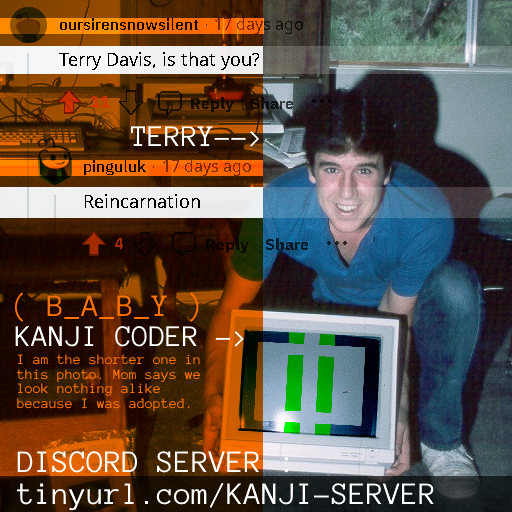 oursirensnowsilent · 17 days ago
Terry Davis, is that you?
11 Reply Share ...
TERRY-->
pinguluk · 17 days ago
Reincarnation
4 Reply Share ...
( B_A_B_Y )
KANJI CODER ->
I am the shorter one in
this photo. Mom says we
look nothing alike
because I was adopted.
DISCORD SERVER :
tinyurl.com/KANJI-SERVER